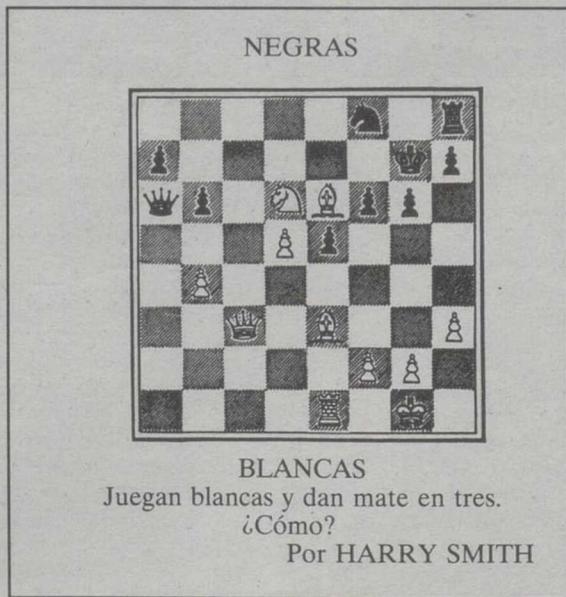 NEGRAS
BLANCAS
Juegan blancas y dan mate en tres.
¿Cómo?
Por HARRY SMITH